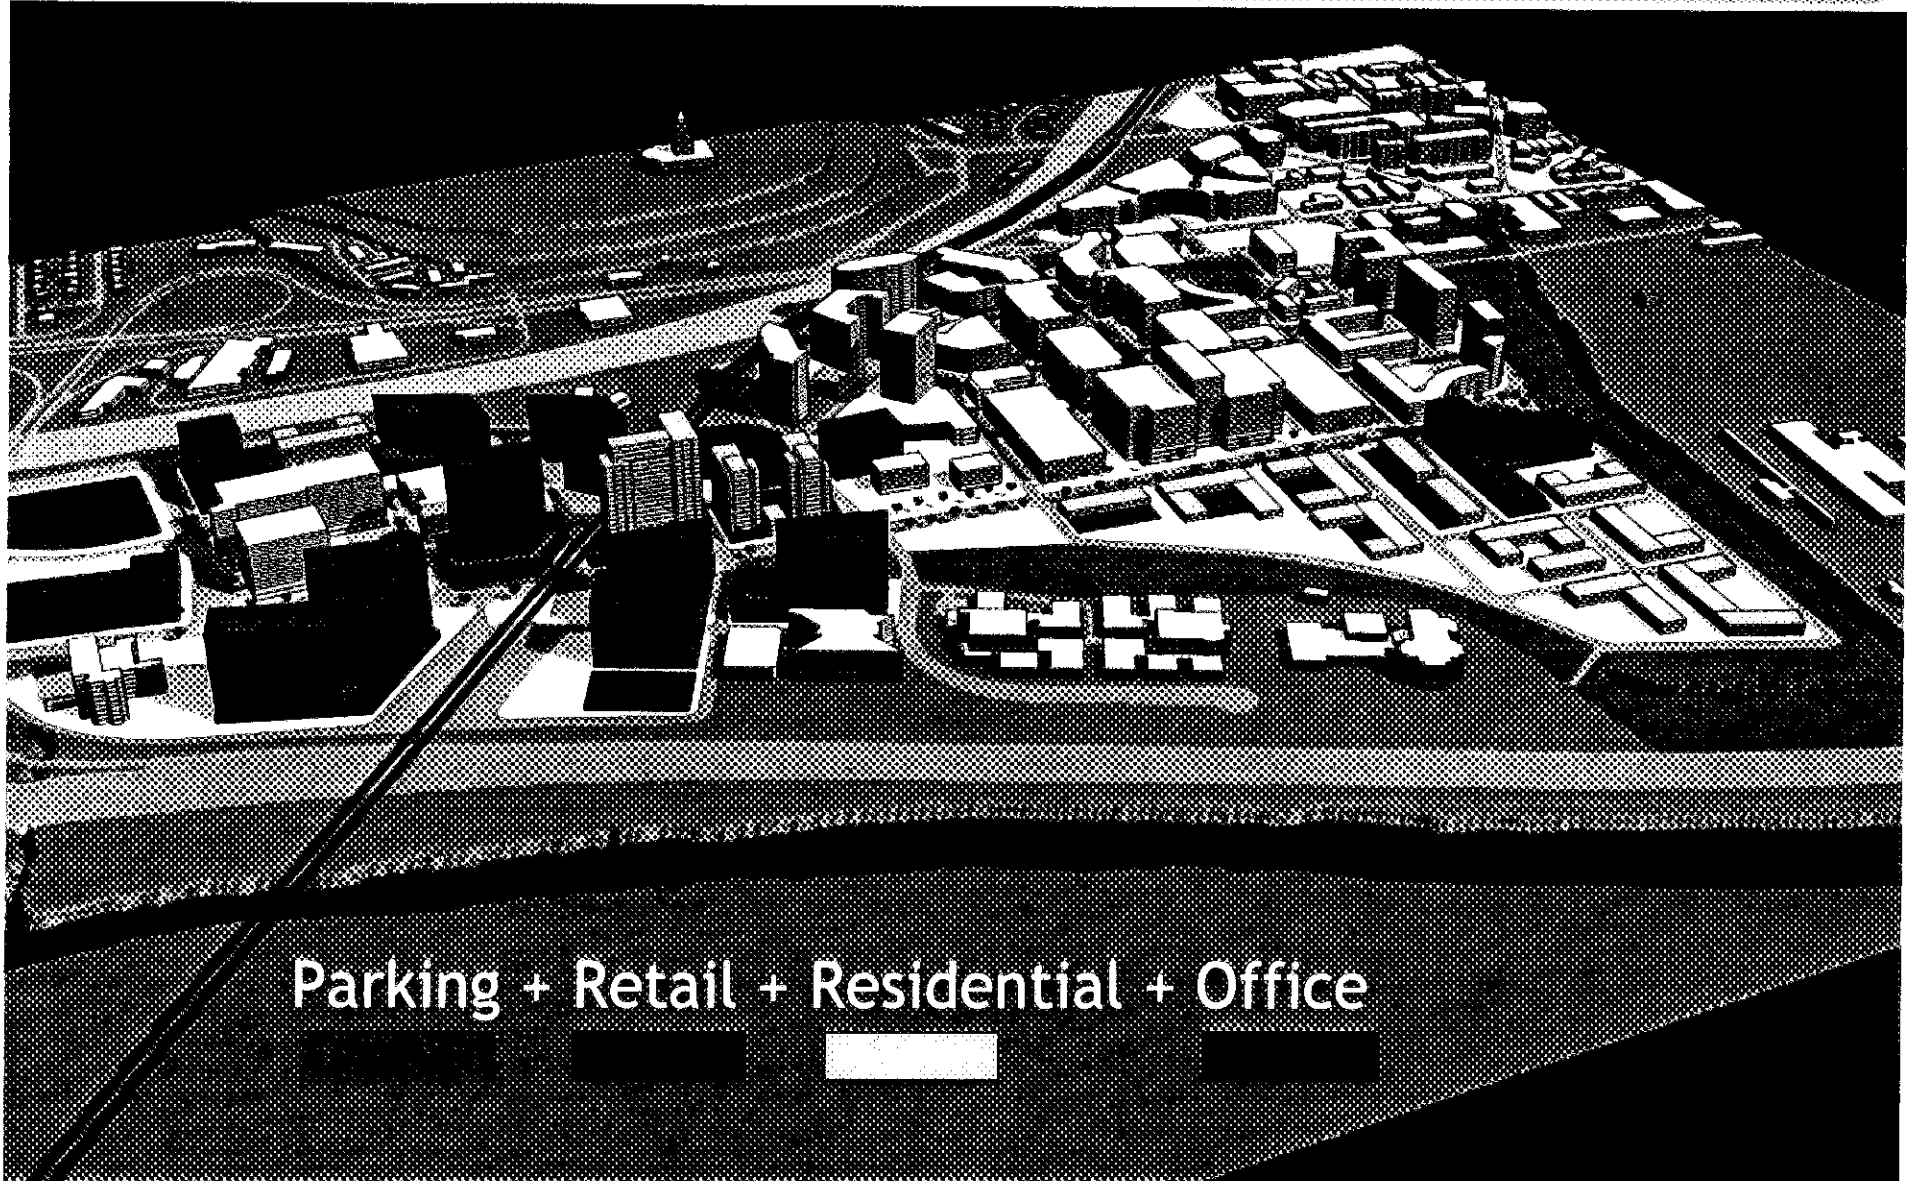 Parking + Retail + Residential + Office